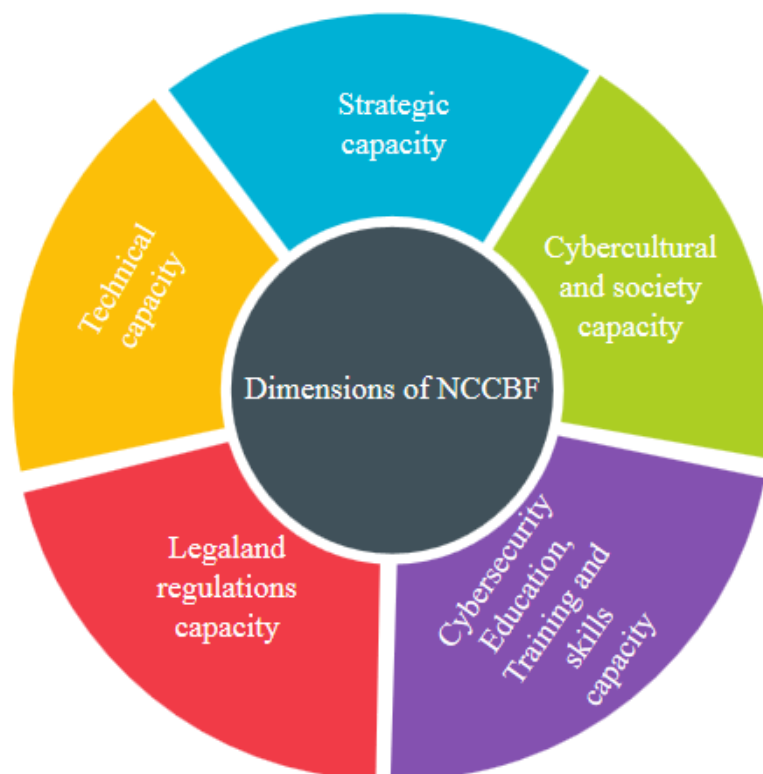 Strategic
capacity
Cybercultural
and society
capacity
Technical
capacity
Dimensions of NCCBF
Legaland
regulations
capacity
Cybersecurity
Education,
Training and
skills
capacity